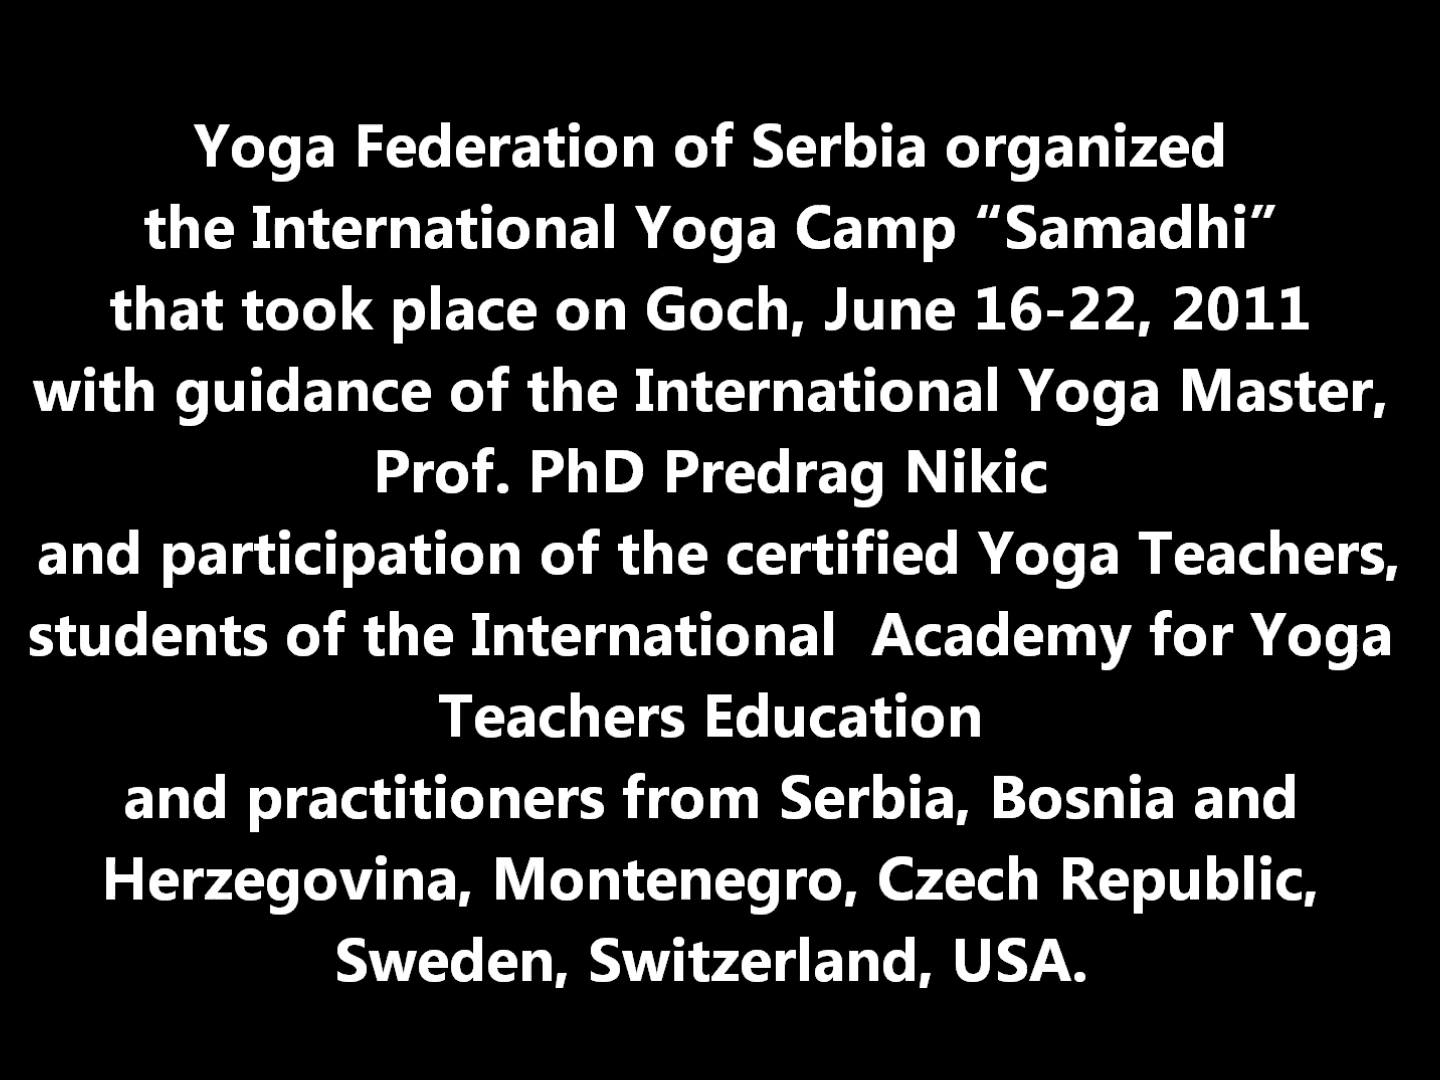 Yoga Federation of Serbia organized
the International Yoga Camp “Samadhi”
that took place on Goch, June 16-22, 2011
with guidance of the International Yoga Master,
Prof. PhD Predrag Nikic
and participation of the certified Yoga Teachers,
students of the International  Academy for Yoga
Teachers Education
and practitioners from Serbia, Bosnia and
Herzegovina, Montenegro, Czech Republic,
Sweden, Switzerland, USA.